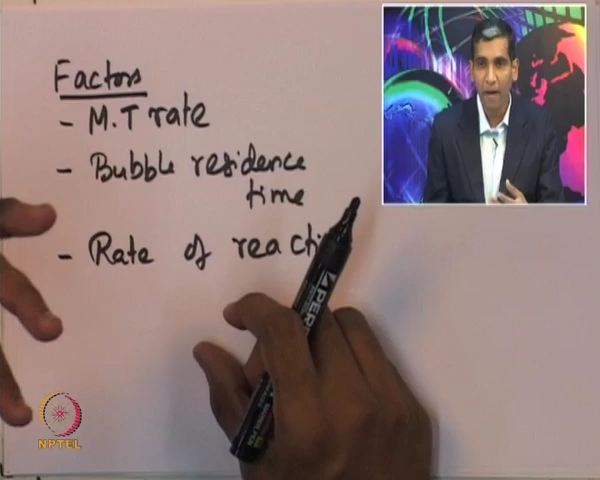 Factors
- M.T rate
- Bubble residence
time
- Rate of reacti
NPTEL